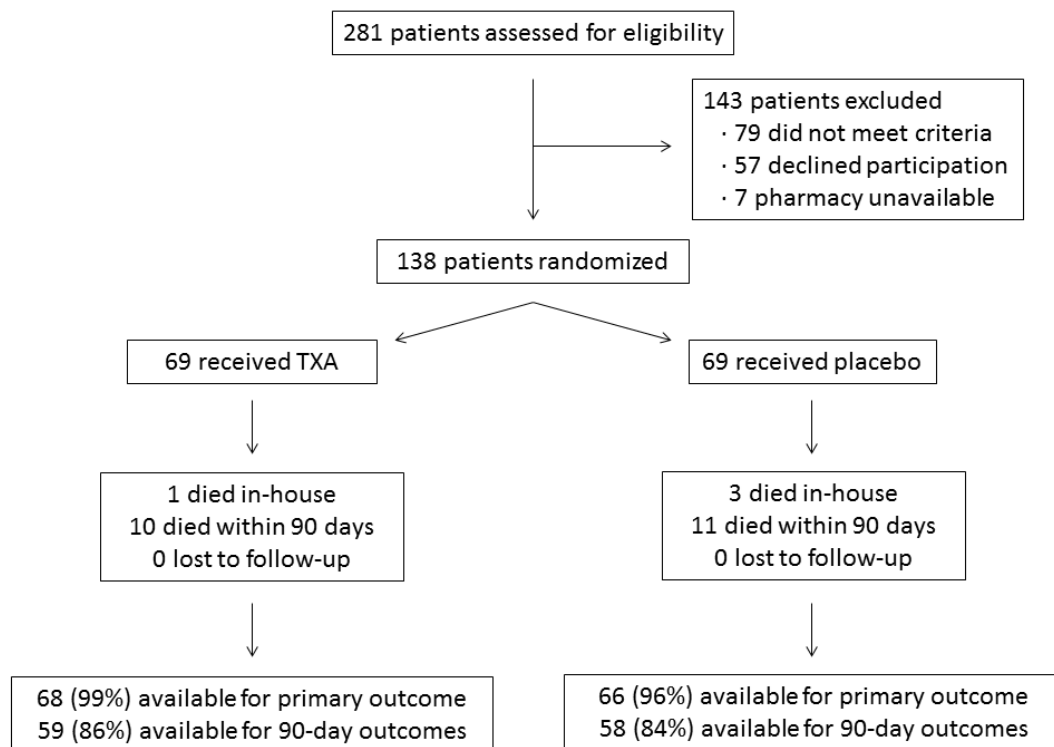 281 patients assessed for eligibility
143 patients excluded
· 79 did not meet criteria
· 57 declined participation
· 7 pharmacy unavailable
138 patients randomized
69 received TXA
69 received placebo
1 died in-house
10 died within 90 days
0 lost to follow-up
3 died in-house
11 died within 90 days
0 lost to follow-up
68 (99%) available for primary outcome
59 (86%) available for 90-day outcomes
66 (96%) available for primary outcome
58 (84%) available for 90-day outcomes